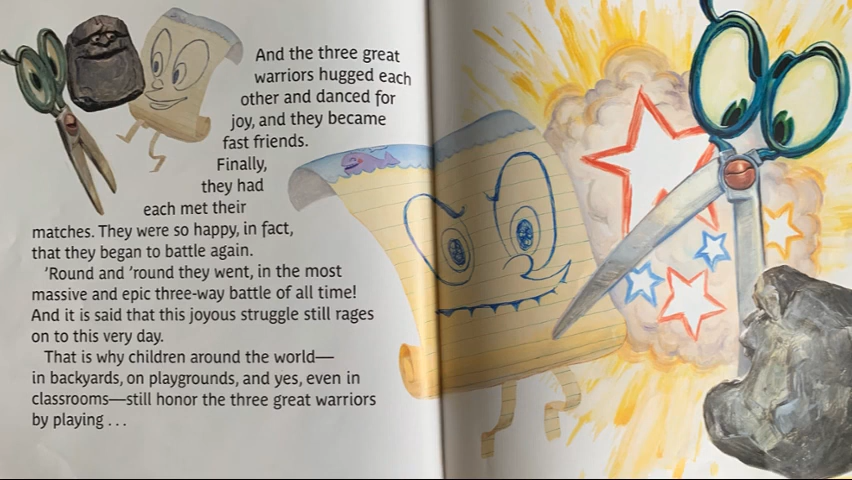 And the three great
warriors hugged each
other and danced for
joy, and they became
fast friends.
Finally,
they had
each met their
matches. They were so happy, in fact,
that they began to battle again.
’Round and ’round they went, in the most
massive and epic three-way battle of all time!
And it is said that this joyous struggle still rages
on to this very day.
That is why children around the world—
in backyards, on playgrounds, and yes, even in
classrooms—still honor the three great warriors
by playing . . .